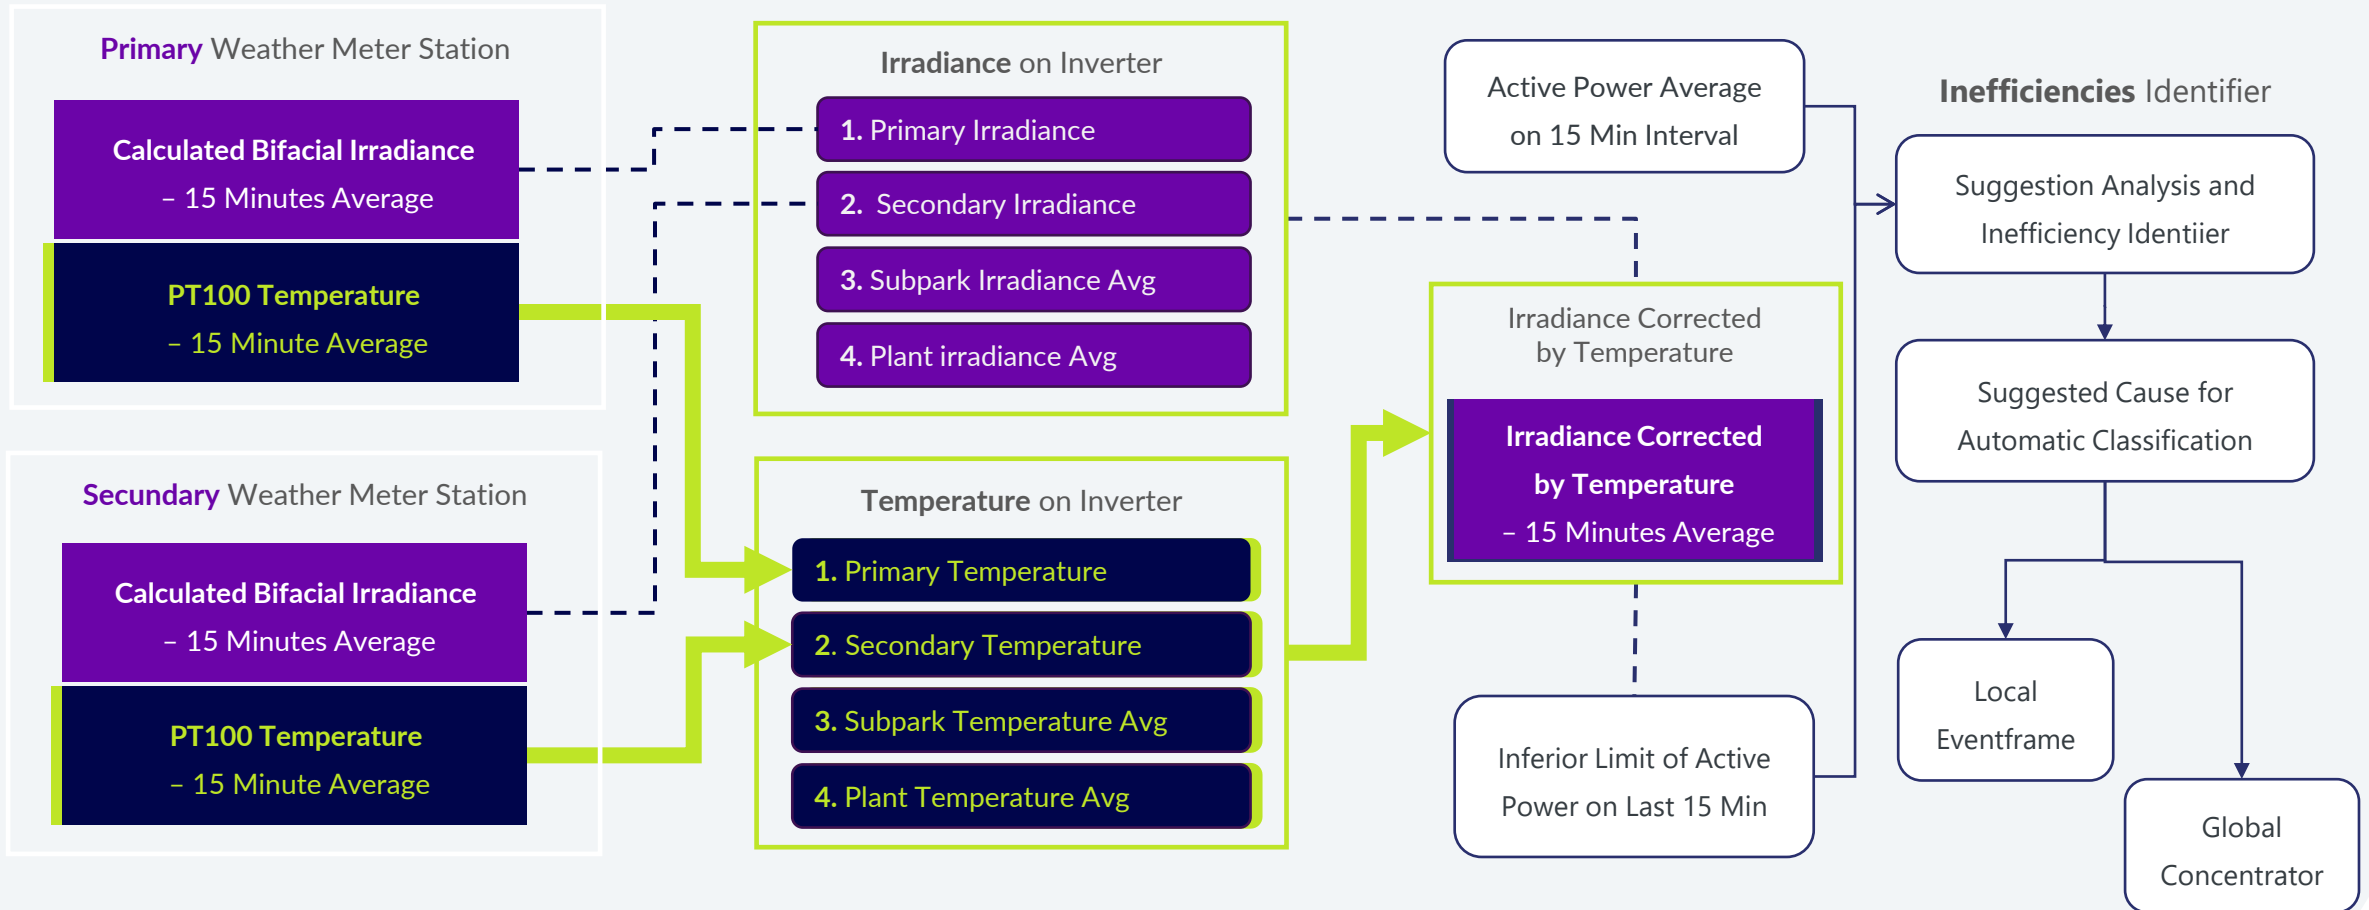 Primary Weather Meter Station
Calculated Bifacial Irradiance
– 15 Minutes Average
PT100 Temperature
– 15 Minute Average
Secundary Weather Meter Station
Calculated Bifacial Irradiance
– 15 Minutes Average
PT100 Temperature
– 15 Minute Average
Irradiance on Inverter
1. Primary Irradiance
2. Secondary Irradiance
3. Subpark Irradiance Avg
4. Plant irradiance Avg
Temperature on Inverter
1. Primary Temperature
2. Secondary Temperature
3. Subpark Temperature Avg
4. Plant Temperature Avg
Active Power Average
on 15 Min Interval
Irradiance Corrected
by Temperature
Irradiance Corrected
by Temperature
– 15 Minutes Average
Inferior Limit of Active
Power on Last 15 Min
Inefficiencies Identifier
Suggestion Analysis and
Inefficiency Identiier
Suggested Cause for
Automatic Classification
Local
Eventframe
Global
Concentrator